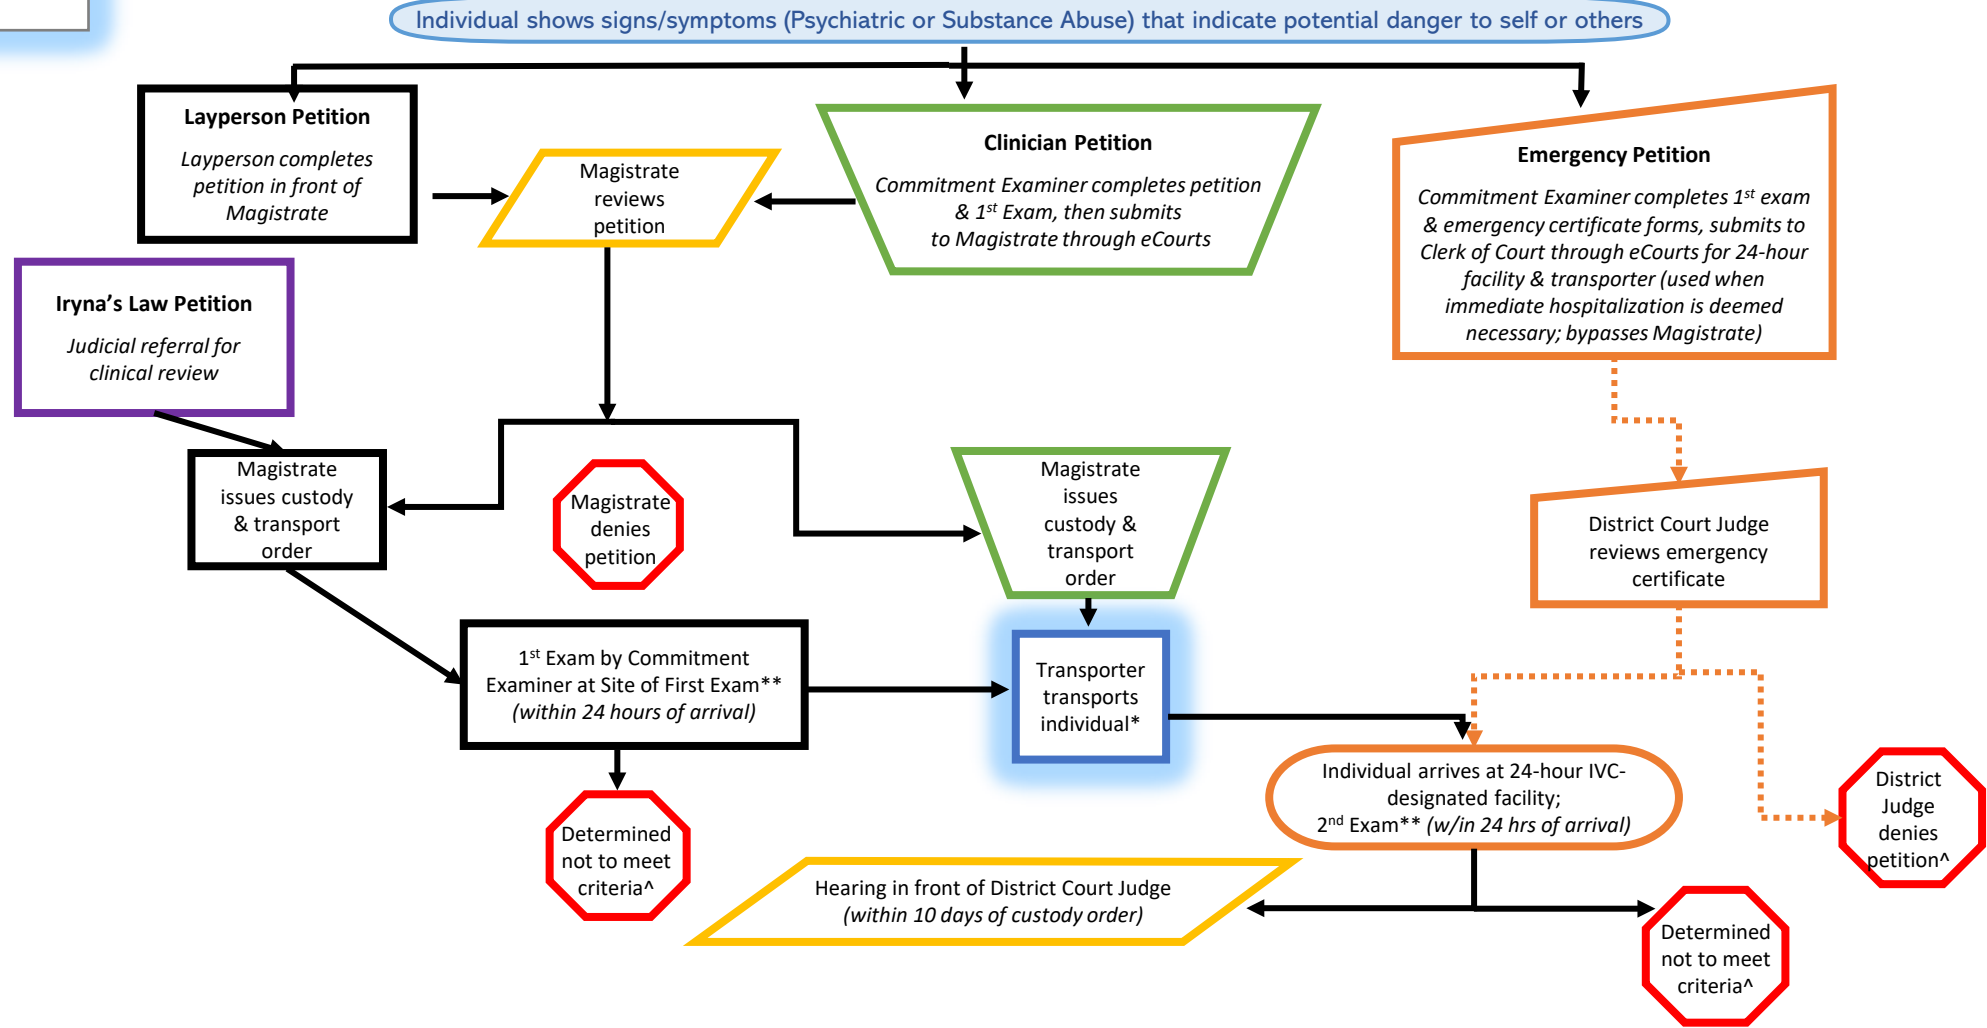 Individual shows signs/symptoms (Psychiatric or Substance Abuse) that indicate potential danger to self or others
Layperson Petition
Layperson completes
petition in front of
Magistrate
Magistrate
reviews
petition
Clinician Petition
Commitment Examiner completes petition
& 1st Exam, then submits
to Magistrate through eCourts
Emergency Petition
Commitment Examiner completes 1st exam
& emergency certificate forms, submits to
Clerk of Court through eCourts for 24-hour
facility & transporter (used when
immediate hospitalization is deemed
necessary; bypasses Magistrate)
Iryna's Law Petition
Judicial referral for
clinical review
Magistrate
issues custody
& transport
order
Magistrate
denies
petition
Magistrate
issues
custody &
transport
order
District Court Judge
reviews emergency
certificate
1st Exam by Commitment
Examiner at Site of First Exam**
(within 24 hours of arrival)
Transporter
transports
individual*
Individual arrives at 24-hour IVC-
designated facility;
2nd Exam** (w/in 24 hrs of arrival)
District
Judge
denies
petition^
Determined
not to meet
criteria^
Hearing in front of District Court Judge
(within 10 days of custody order)
Determined
not to meet
criteria^